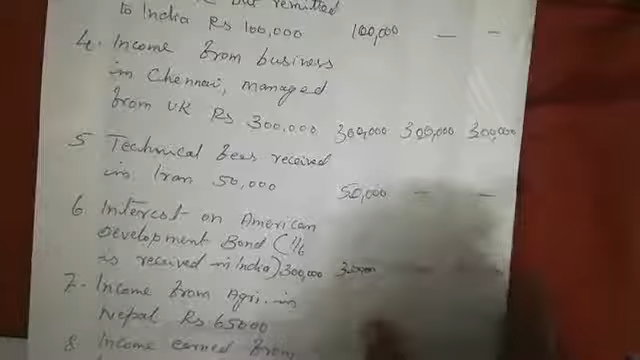 but remitted
to India Rs 100,000 100,000 — —
4. Income from business
in Chennai, managed
from UK Rs 300,000 300,000 300,000 300,000
5 Technical fees received
in Iran 50,000 50,000 — —
6 Interest on American
Development Bond (1/6
is received in India) 300,000
7. Income from Agri. in
Nepal Rs 65000
8 Income earned from